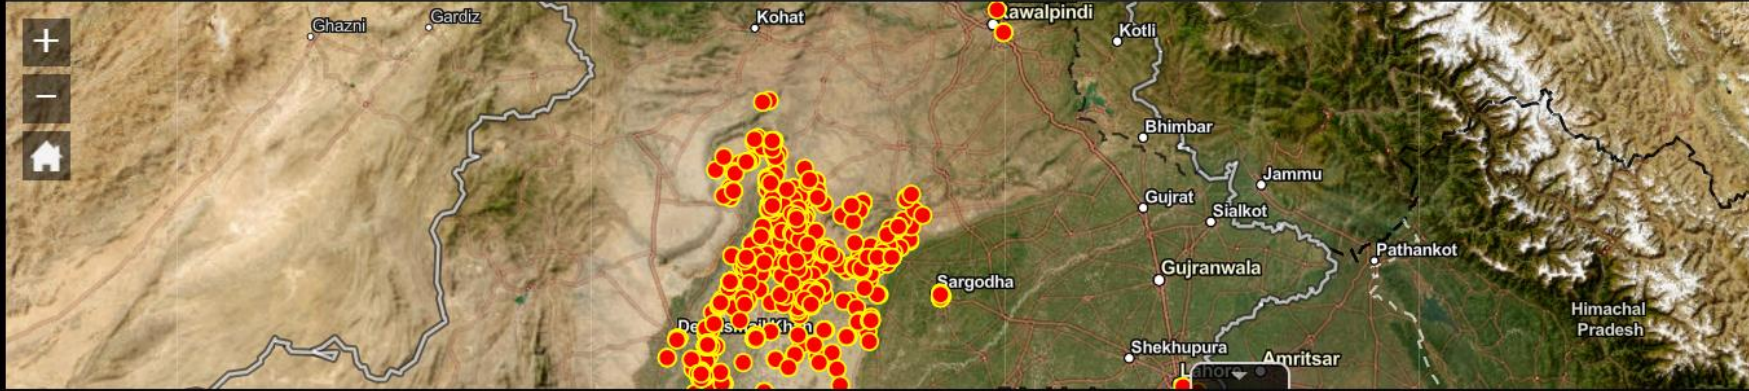 Ghazni
Gardiz
Kohat
Rawalpindi
Kotli
Bhimbar
Jammu
Gujrat
Sialkot
Pathankot
Gujranwala
Sargodha
Himachal
Pradesh
Shekhupura
Amritsar
Lahore